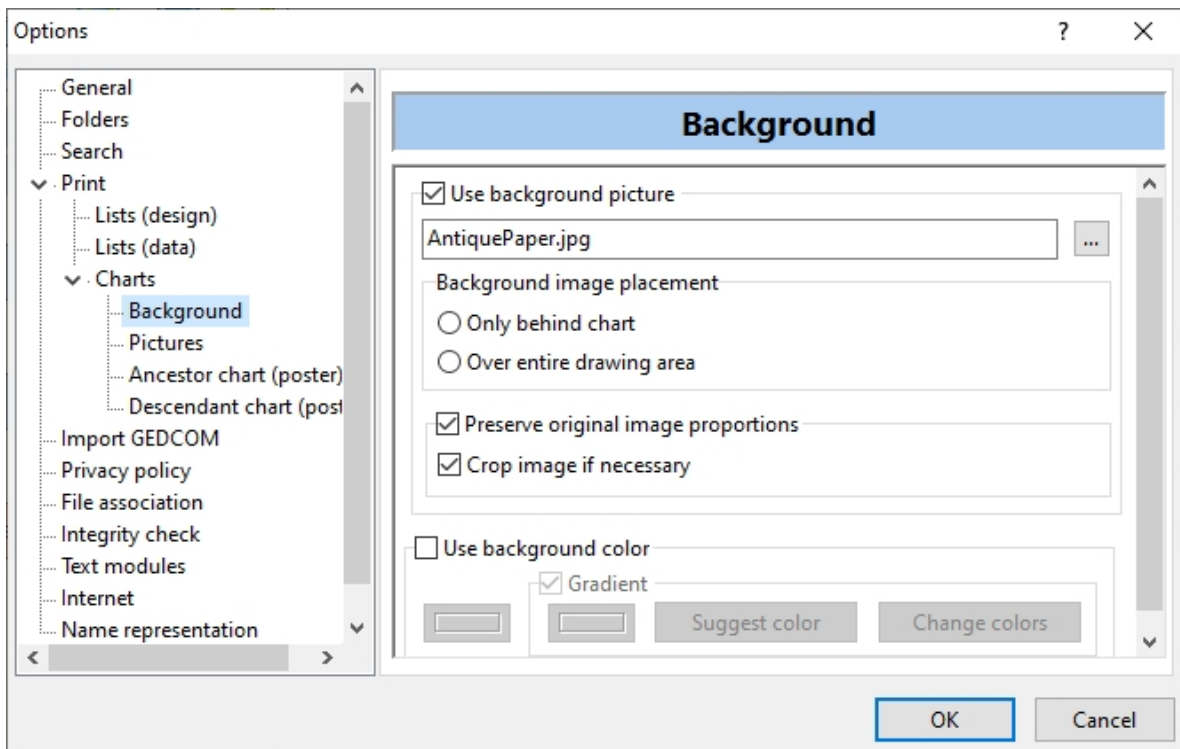 Options
?
General
Folders
Search
Print
Lists (design)
Lists (data)
Charts
Background
Pictures
Ancestor chart (poster)
Descendant chart (post
Import GEDCOM
Privacy policy
File association
Integrity check
Text modules
Internet
Name representation
Background
Use background picture
AntiquePaper.jpg
...
Background image placement
Only behind chart
Over entire drawing area
Preserve original image proportions
Crop image if necessary
Use background color
Gradient
Suggest color
Change colors
OK
Cancel